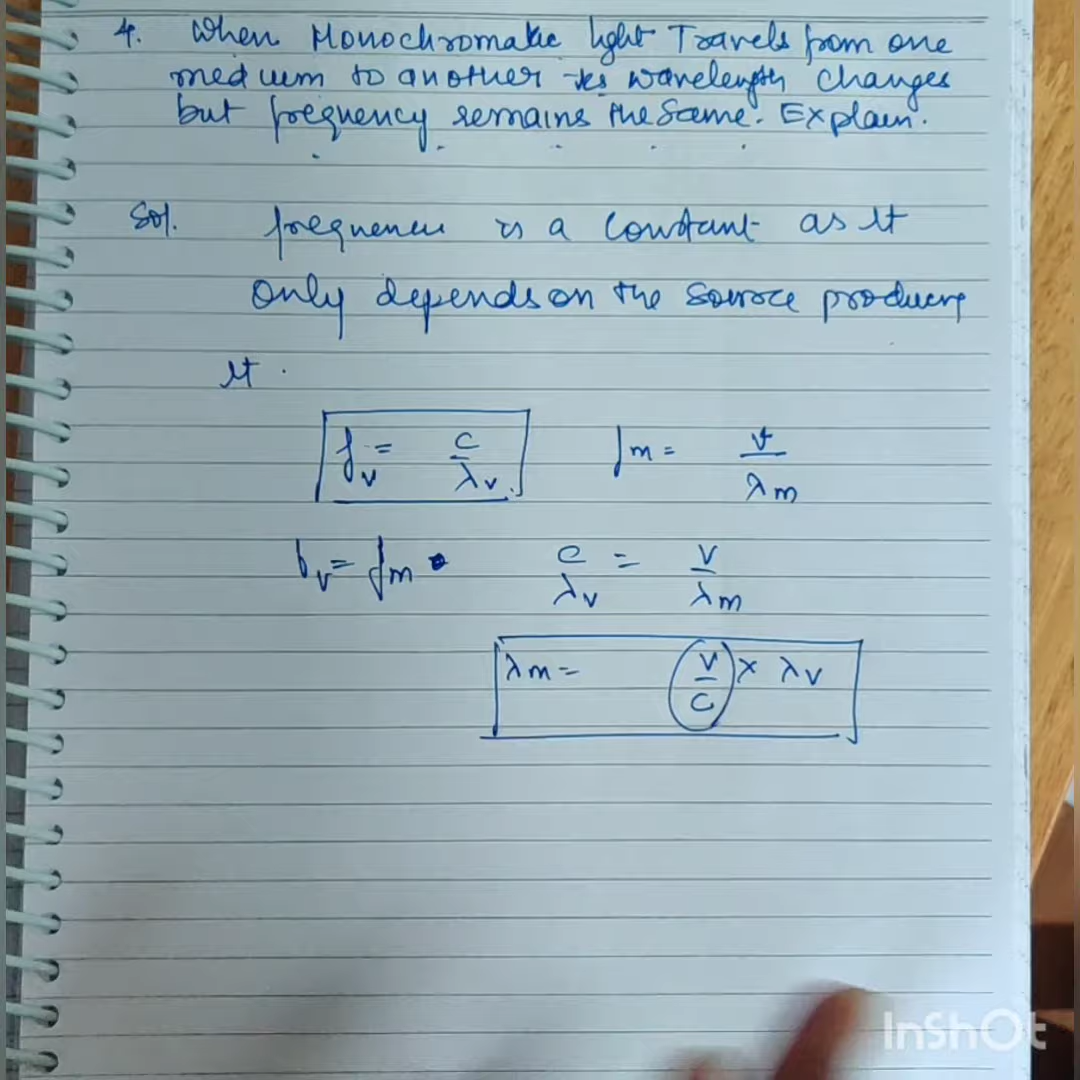 4. When Monochromatic light Travels from one
medium to another its wavelength changes
but frequency remains the same. Explain.
Sol. frequency is a constant as it
Only depends on the source producing
it.
fv = c/λv fm = v/λm
fv = fm c/λv = v/λm
λm = (v/c) × λv
InShOt